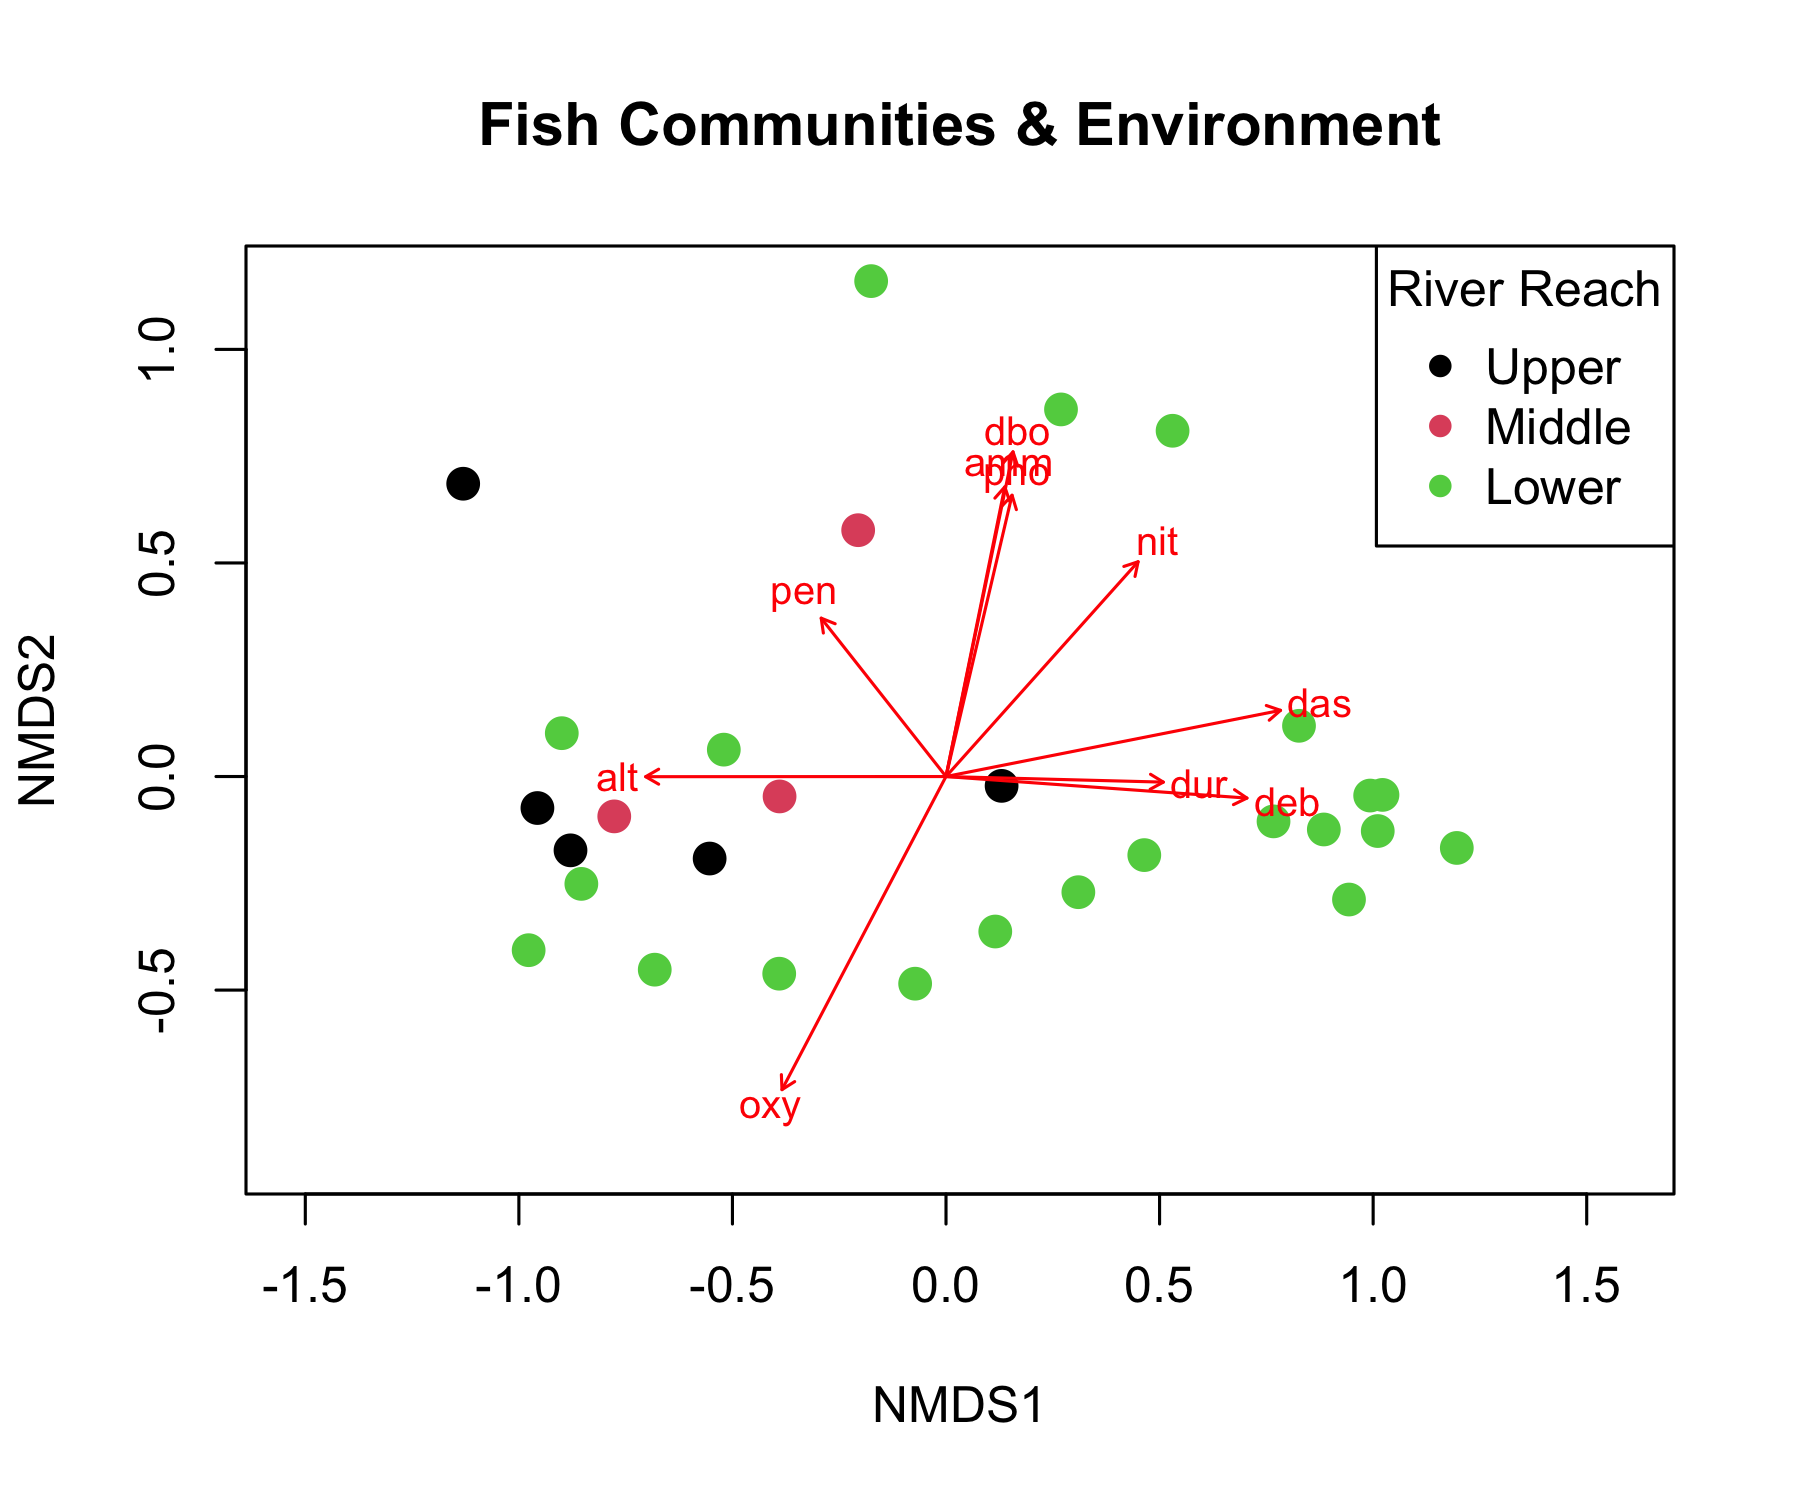 Fish Communities & Environment
River Reach
Upper
Middle
Lower
1.0
0.5
0.0
-0.5
NMDS2
dbo
amm
pho
nit
pen
das
alt
dur
deb
oxy
-1.5 -1.0 -0.5 0.0 0.5 1.0 1.5
NMDS1